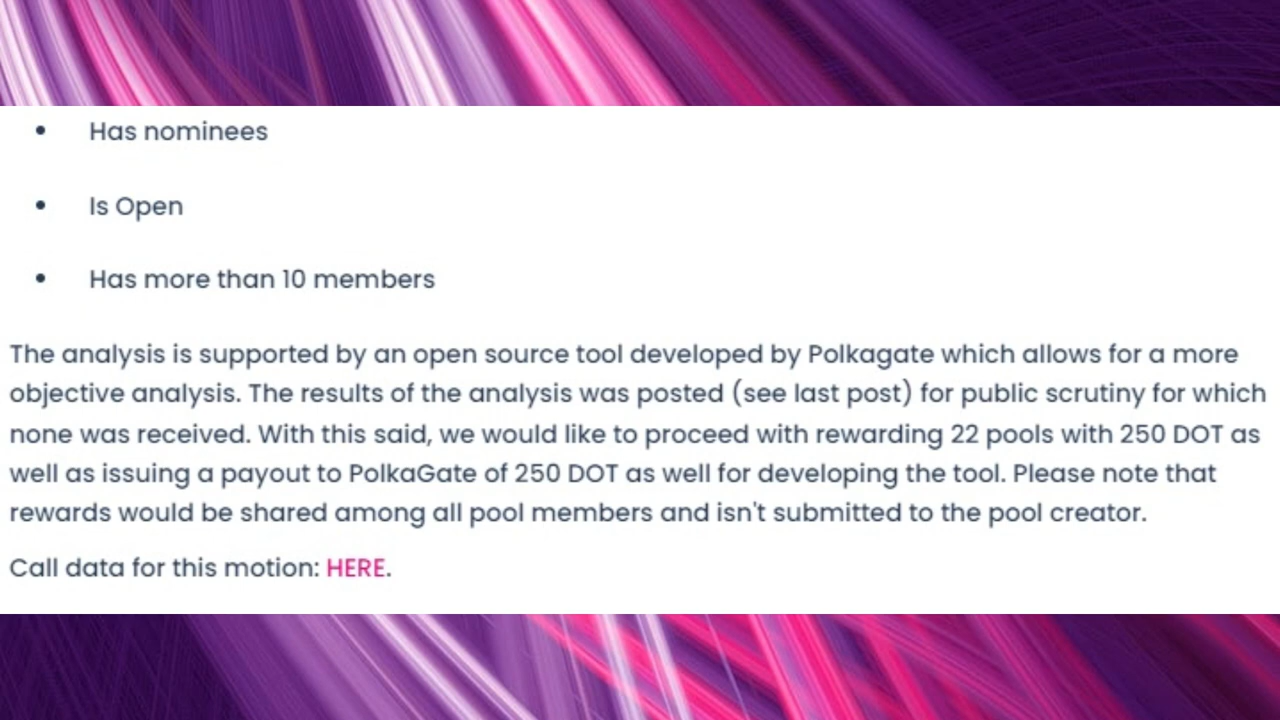 • Has nominees
• Is Open
• Has more than 10 members
The analysis is supported by an open source tool developed by Polkagate which allows for a more
objective analysis. The results of the analysis was posted (see last post) for public scrutiny for which
none was received. With this said, we would like to proceed with rewarding 22 pools with 250 DOT as
well as issuing a payout to PolkaGate of 250 DOT as well for developing the tool. Please note that
rewards would be shared among all pool members and isn't submitted to the pool creator.
Call data for this motion: HERE.